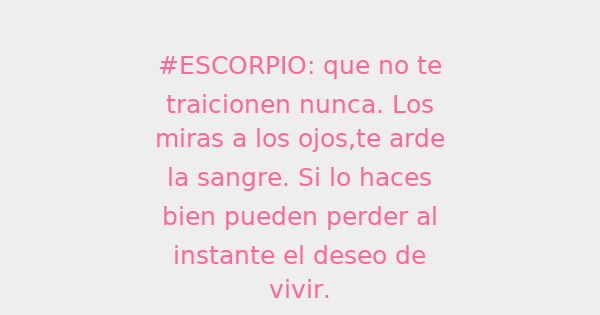 #ESCORPIO: que no te
traicionen nunca. Los
miras a los ojos,te arde
la sangre. Si lo haces
bien pueden perder al
instante el deseo de
vivir.